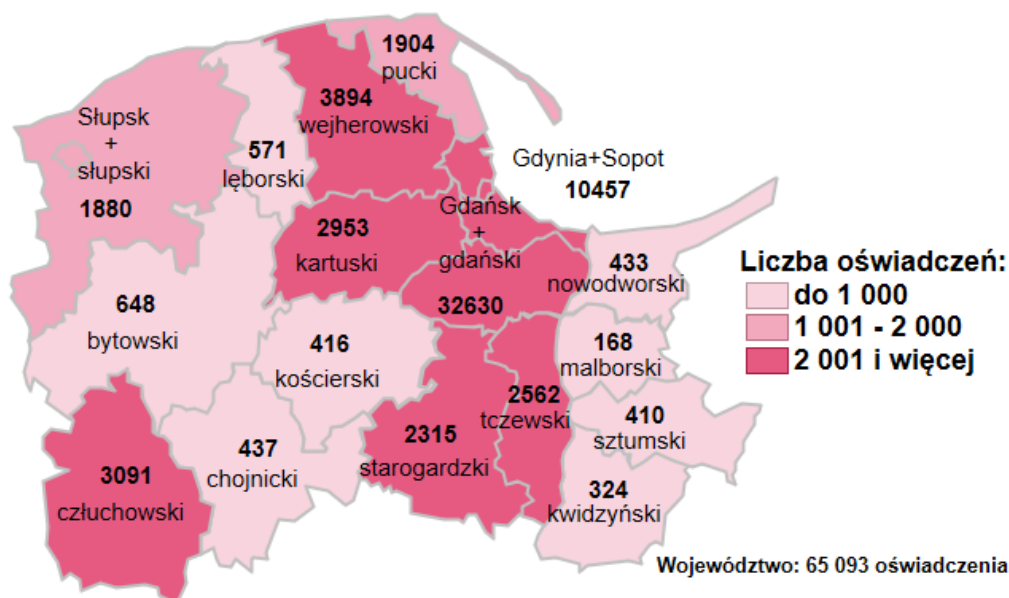 1904
pucki
3894
wejherowski
Słupsk
+
słupski
1880
571
lęborski
Gdynia+Sopot
10457
2953
kartuski
Gdańsk
+
gdański
32630
433
nowodworski
648
bytowski
416
kościerski
168
malborski
2562
tczewski
410
sztumski
2315
starogardzki
437
chojnicki
3091
człuchowski
324
kwidzyński
Liczba oświadczeń:
do 1 000
1 001 - 2 000
2 001 i więcej
Województwo: 65 093 oświadczenia